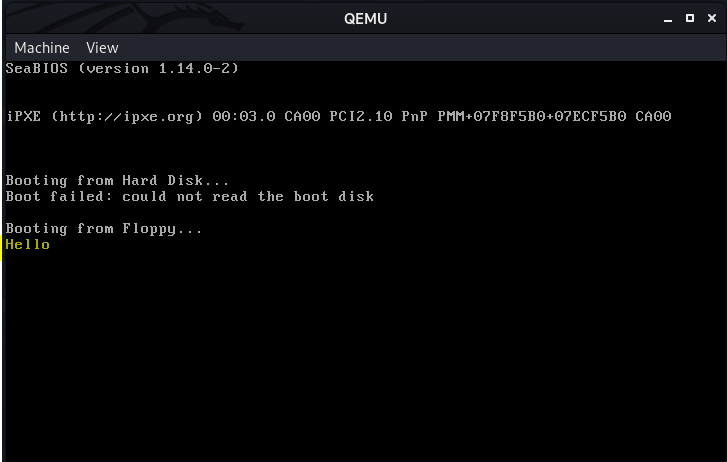 QEMU
Machine View
SeaBIOS (version 1.14.0-2)
iPXE (http://ipxe.org) 00:03.0 CA00 PCI2.10 PnP PMM+07F8F5B0+07ECF5B0 CA00
Booting from Hard Disk...
Boot failed: could not read the boot disk
Booting from Floppy...
Hello